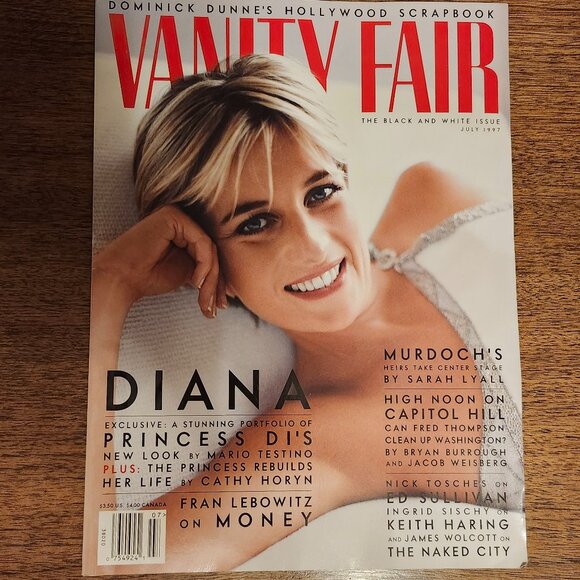 DOMINICK DUNNE'S HOLLYWOOD SCRAPBOOK
VANITY FAIR
THE BLACK AND WHITE ISSUE
JULY 1997
DIANA
EXCLUSIVE: A STUNNING PORTFOLIO OF
PRINCESS DI'S
NEW LOOK BY MARIO TESTINO
PLUS: THE PRINCESS REBUILDS
HER LIFE BY CATHY HORYN
FRAN LEBOWITZ
ON MONEY
MURDOCH'S
HEIRS TAKE CENTER STAGE
BY SARAH LYALL
HIGH NOON ON
CAPITOL HILL
CAN FRED THOMPSON
CLEAN UP WASHINGTON?
BY BRYAN BURROUGH
AND JACOB WEISBERG
NICK TOSCHES ON
ED SULLIVAN
INGRID SISCHY ON
KEITH HARING
AND JAMES WOLCOTT ON
THE NAKED CITY
$3.50 US $4.00 CANADA
07>
0 754924 1